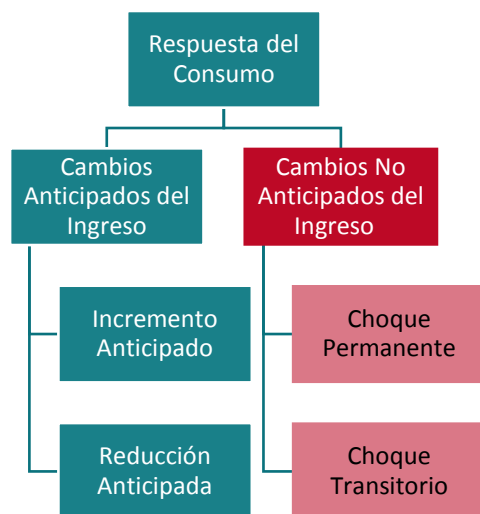 Respuesta del
Consumo
Cambios
Anticipados del
Ingreso
Cambios No
Anticipados del
Ingreso
Incremento
Anticipado
Choque
Permanente
Reducción
Anticipada
Choque
Transitorio